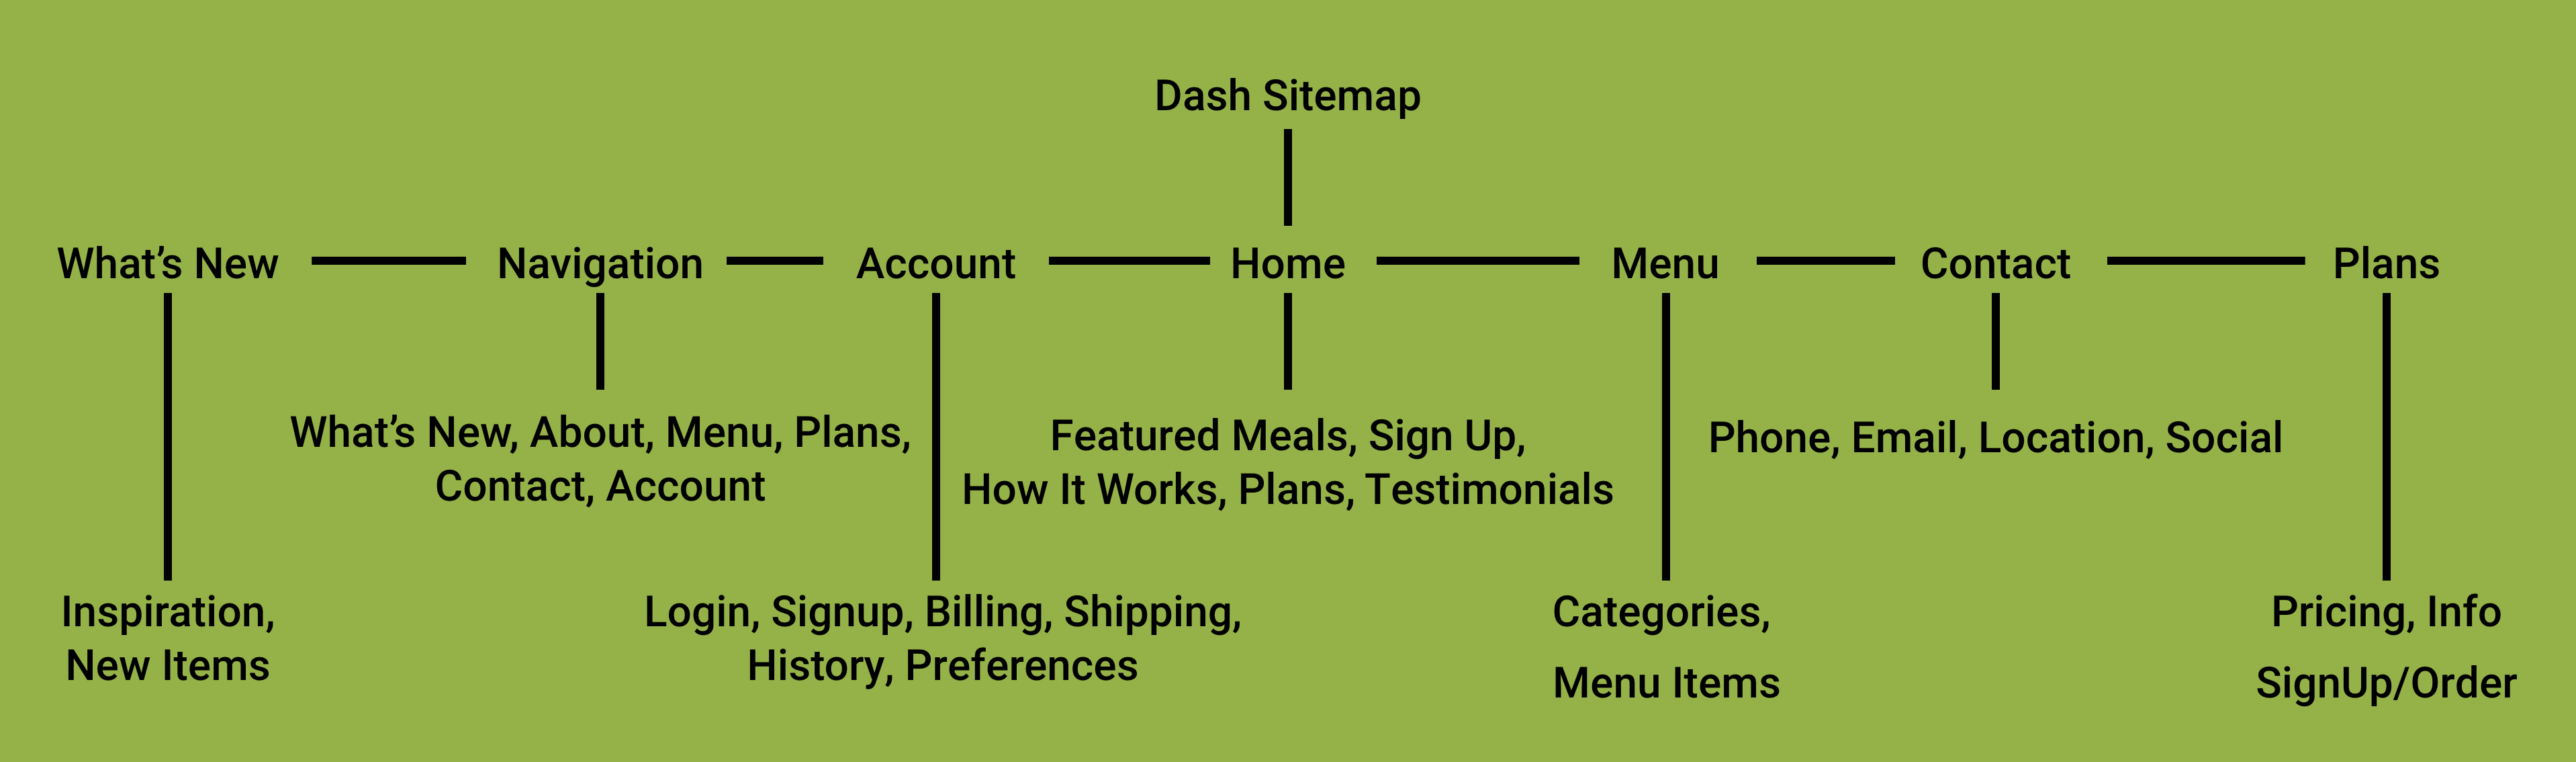 Dash Sitemap
What’s New
Navigation
Account
Home
Menu
Contact
Plans
What’s New, About, Menu, Plans,
Contact, Account
Featured Meals, Sign Up,
How It Works, Plans, Testimonials
Phone, Email, Location, Social
Inspiration,
New Items
Login, Signup, Billing, Shipping,
History, Preferences
Categories,
Menu Items
Pricing, Info
SignUp/Order